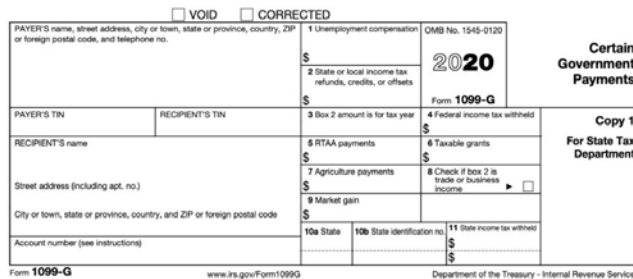 VOID CORRECTED
PAYER'S name, street address, city or town, state or province, country, ZIP
or foreign postal code, and telephone no.
1 Unemployment compensation
$
2 State or local income tax
refunds, credits, or offsets
$
OMB No. 1545-0120
2020
Form 1099-G
Certain
Government
Payments
PAYER'S TIN
RECIPIENT'S TIN
3 Box 2 amount is for tax year
4 Federal income tax withheld
$
Copy 1
For State Tax
Department
RECIPIENT'S name
5 RTAA payments
$
6 Taxable grants
$
Street address (including apt. no.)
7 Agriculture payments
$
8 Check if box 2 is
trade or business
income
9 Market gain
$
City or town, state or province, country, and ZIP or foreign postal code
10a State
10b State identification no.
11 State income tax withheld
$
$
Account number (see instructions)
Form 1099-G
www.irs.gov/Form1099G
Department of the Treasury - Internal Revenue Service